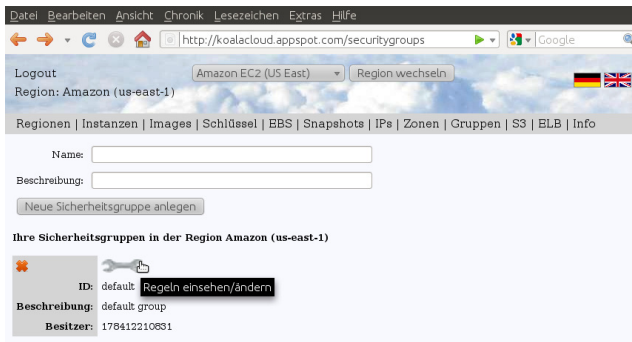 Datei Bearbeiten Ansicht Chronik Lesezeichen Extras Hilfe
http://koalacloud.appspot.com/securitygroups
Google
Logout
Amazon EC2 (US East)
Region wechseln
Region: Amazon (us-east-1)
Regionen | Instanzen | Images | Schlüssel | EBS | Snapshots | IPs | Zonen | Gruppen | S3 | ELB | Info
Name:
Beschreibung:
Neue Sicherheitsgruppe anlegen
Ihre Sicherheitsgruppen in der Region Amazon (us-east-1)
ID: default
Regeln einsehen/ändern
Beschreibung: default group
Besitzer: 178412210831